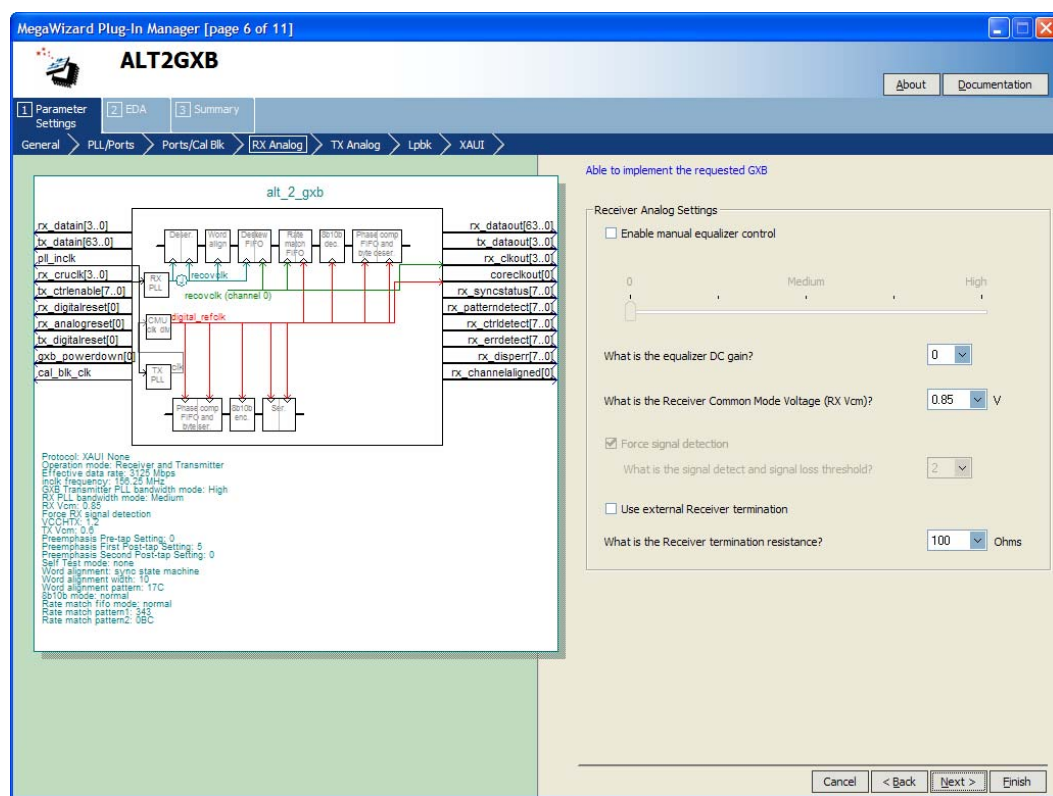 MegaWizard Plug-In Manager [page 6 of 11]
ALT2GXB
About
Documentation
1 Parameter Settings
2 EDA
3 Summary
General
PLL/Ports
Ports/Cal Blk
RX Analog
TX Analog
Lpbk
XAUI
alt_2_gxb
rx_datain[3..0]
tx_datain[63..0]
pll_inclk
rx_cruclk[3..0]
tx_ctrlenable[7..0]
rx_digitalreset[0]
rx_analogreset[0]
tx_digitalreset[0]
gxb_powerdown[0]
cal_blk_clk
Deser.
Word align
Deskew FIFO
Rate match FIFO
8b10b dec.
Phase comp FIFO and byte deser.
RX PLL
recovclk
recovclk (channel 0)
CMU clk div
digital_refclk
TX PLL
clk
Phase comp FIFO and byte ser.
8b10b enc.
Ser.
rx_dataout[63..0]
tx_dataout[3..0]
rx_clkout[3..0]
coreclkout[0]
rx_syncstatus[7..0]
rx_patterndetect[7..0]
rx_ctrldetect[7..0]
rx_errdetect[7..0]
rx_disperr[7..0]
rx_channelaligned[0]
Protocol: XAUI None
Operation mode: Receiver and Transmitter
Effective data rate: 3125 Mbps
inclk frequency: 156.25 MHz
GXB Transmitter PLL bandwidth mode: High
RX PLL bandwidth mode: Medium
RX Vcm: 0.85
Force RX signal detection
VCCHTX: 1.2
TX Vcm: 0.6
Preemphasis Pre-tap Setting: 0
Preemphasis First Post-tap Setting: 5
Preemphasis Second Post-tap Setting: 0
Self Test mode: none
Word alignment: sync state machine
Word alignment width: 10
Word alignment pattern: 17C
8b10b mode: normal
Rate match fifo mode: normal
Rate match pattern1: 343
Rate match pattern2: 0BC
Able to implement the requested GXB
Receiver Analog Settings
Enable manual equalizer control
0 Medium High
What is the equalizer DC gain? 0
What is the Receiver Common Mode Voltage (RX Vcm)? 0.85 V
Force signal detection
What is the signal detect and signal loss threshold? 2
Use external Receiver termination
What is the Receiver termination resistance? 100 Ohms
Cancel
< Back
Next >
Finish